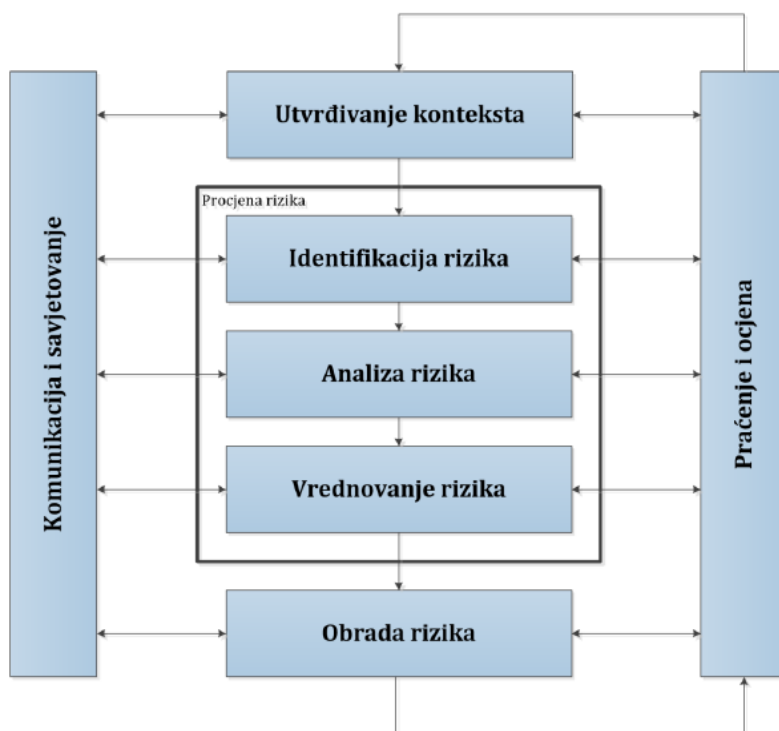 Utvrđivanje konteksta
Procjena rizika
Identifikacija rizika
Analiza rizika
Vrednovanje rizika
Obrada rizika
Komunikacija i savjetovanje
Praćenje i ocjena